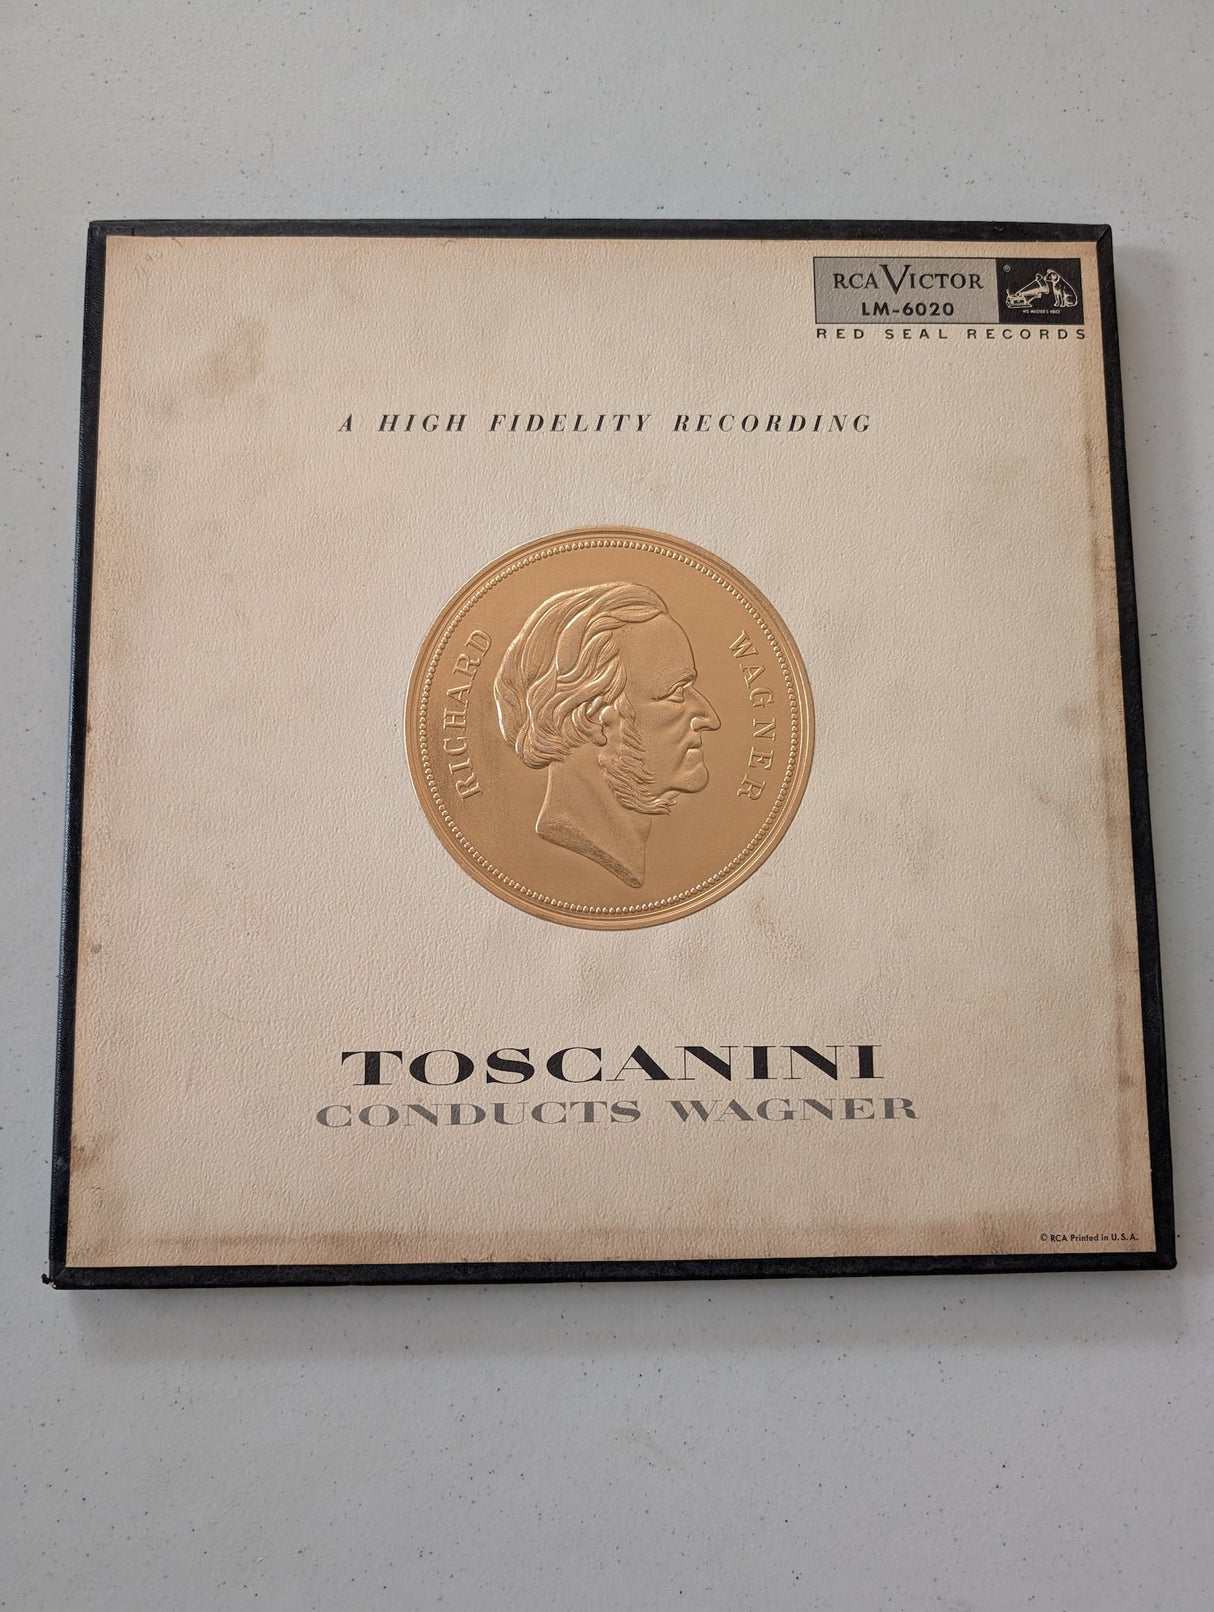 RCA VICTOR
LM-6020
®
HIS MASTER'S VOICE
RED SEAL RECORDS
A HIGH FIDELITY RECORDING
RICHARD WAGNER
TOSCANINI
CONDUCTS WAGNER
© RCA Printed in U. S. A.